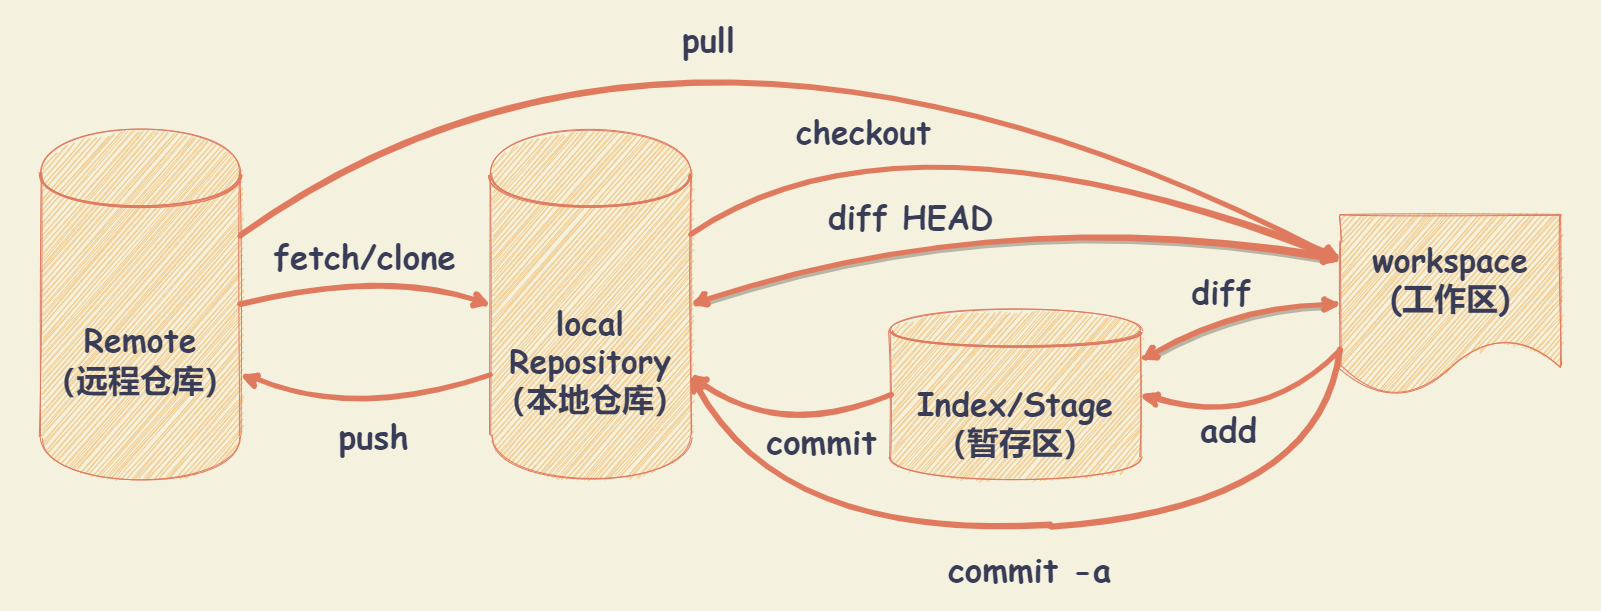 pull
checkout
diff HEAD
fetch/clone
workspace
(工作区)
diff
local
Repository
(本地仓库)
Remote
(远程仓库)
Index/Stage
(暂存区)
push
commit
add
commit -a